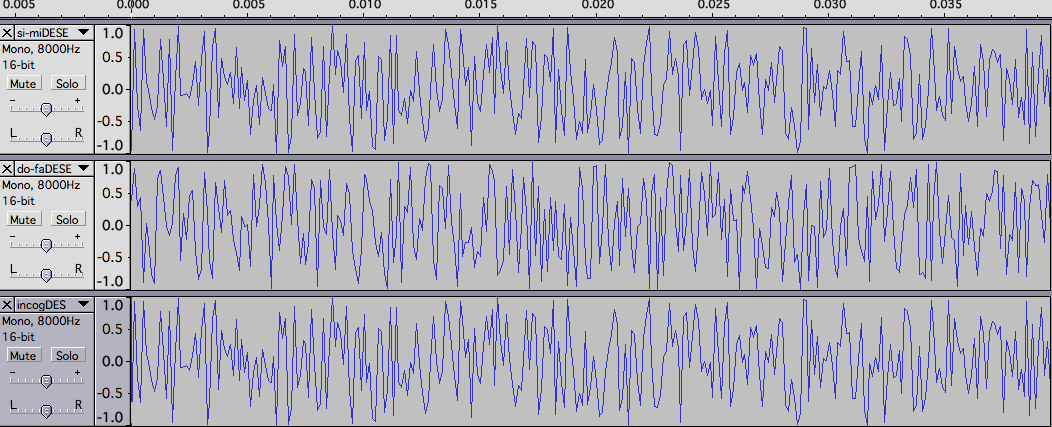 0.005 0.000 0.005 0.010 0.015 0.020 0.025 0.030 0.035
X si-miDESE
Mono, 8000Hz
16-bit
Mute Solo
- +
L R
1.0
0.5
0.0
-0.5
-1.0
X do-faDESE
Mono, 8000Hz
16-bit
Mute Solo
- +
L R
1.0
0.5
0.0
-0.5
-1.0
X incogDES
Mono, 8000Hz
16-bit
Mute Solo
- +
L R
1.0
0.5
0.0
-0.5
-1.0